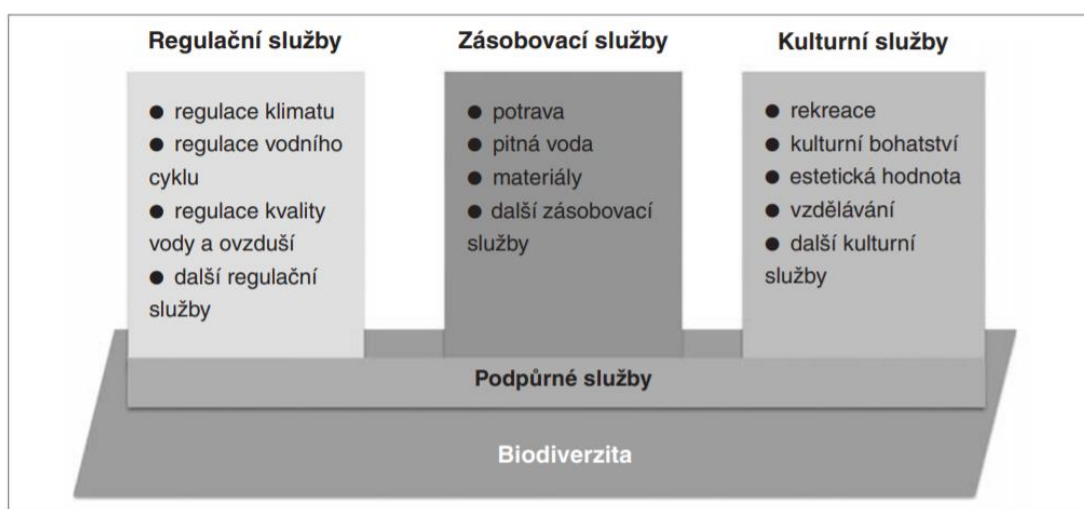 Regulační služby
● regulace klimatu
● regulace vodního
cyklu
● regulace kvality
vody a ovzduší
● další regulační
služby
Zásobovací služby
● potrava
● pitná voda
● materiály
● další zásobovací
služby
Kulturní služby
● rekreace
● kulturní bohatství
● estetická hodnota
● vzdělávání
● další kulturní
služby
Podpůrné služby
Biodiverzita